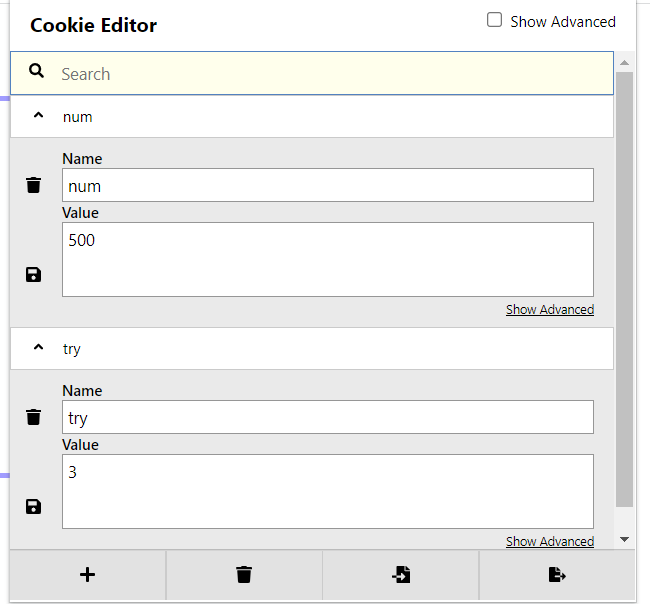 Cookie Editor
Show Advanced
Search
num
Name
num
Value
500
Show Advanced
try
Name
try
Value
3
Show Advanced